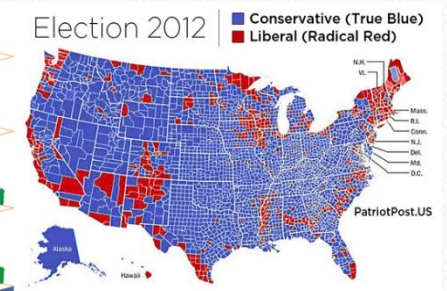 Election 2012
Conservative (True Blue)
Liberal (Radical Red)
N.H.
Vt.
Mass.
R.I.
Conn.
N.J.
Del.
Md.
D.C.
PatriotPost.US
Alaska
Hawaii